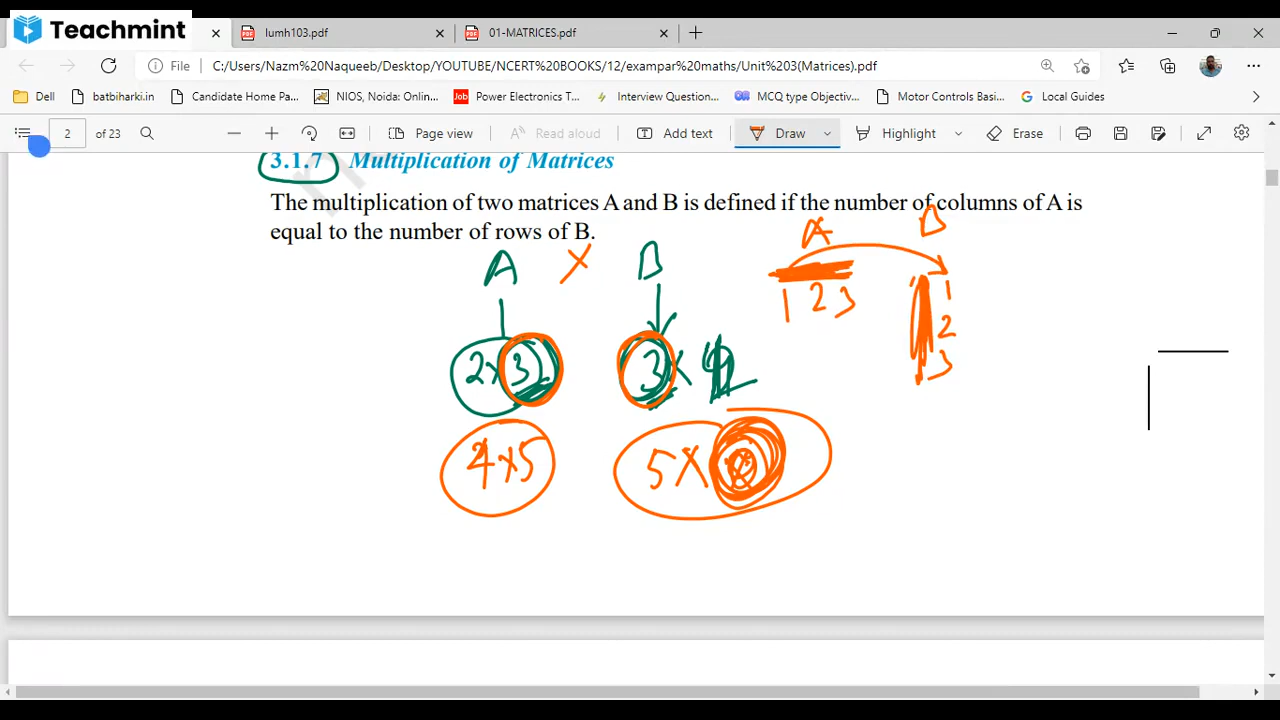 Teachmint
lumh103.pdf
01-MATRICES.pdf
File C:/Users/Nazm%20Naqueeb/Desktop/YOUTUBE/NCERT%20BOOKS/12/exampar%20maths/Unit%203(Matrices).pdf
Dell batbiharki.in Candidate Home Pa... NIOS, Noida: Onlin... Job Power Electronics T... Interview Question... MCQ type Objectiv... Motor Controls Basi... Local Guides
2 of 23 Page view Read aloud Add text Draw Highlight Erase
3.1.7 Multiplication of Matrices
The multiplication of two matrices A and B is defined if the number of columns of A is
equal to the number of rows of B.
A × B
A B
1 2 3
1
2
3
2×3 3×
4×5 5×